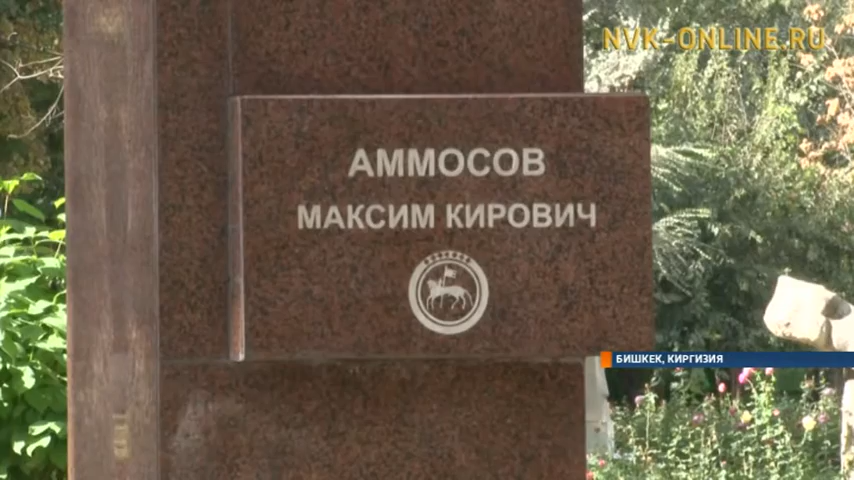 NVK-ONLINE.RU
АММОСОВ
МАКСИМ КИРОВИЧ
БИШКЕК, КИРГИЗИЯ